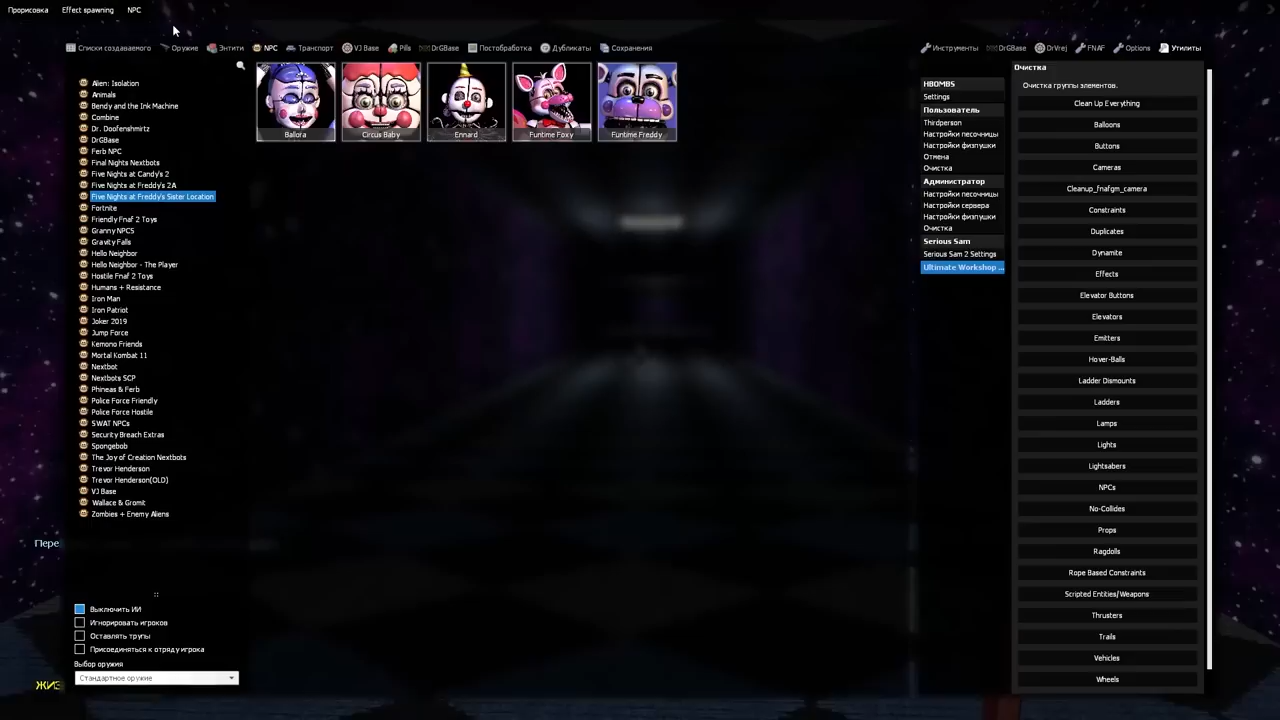 Прорисовка Effect spawning NPC
Списки создаваемого Оружие Энтити NPC Транспорт VJ Base Pills DrGBase Постобработка Дубликаты Сохранения
Alien: Isolation
Animals
Bendy and the Ink Machine
Combine
Dr. Doofenshmirtz
DrGBase
Ferb NPC
Final Nights Nextbots
Five Nights at Candy's 2
Five Nights at Freddy's 2A
Five Nights at Freddy's Sister Location
Fortnite
Friendly Fnaf 2 Toys
Granny NPCS
Gravity Falls
Hello Neighbor
Hello Neighbor - The Player
Hostile Fnaf 2 Toys
Humans + Resistance
Iron Man
Iron Patriot
Joker 2019
Jump Force
Kemono Friends
Mortal Kombat 11
Nextbot
Nextbots SCP
Phineas & Ferb
Police Force Friendly
Police Force Hostile
SWAT NPCs
Security Breach Extras
Spongebob
The Joy of Creation Nextbots
Trevor Henderson
Trevor Henderson(OLD)
VJ Base
Wallace & Gromit
Zombies + Enemy Aliens
Пере
Выключить ИИ
Игнорировать игроков
Оставлять трупы
Присоединяться к отряду игрока
Выбор оружия
Стандартное оружие
ЖИЗ
Ballora
Circus Baby
Ennard
Funtime Foxy
Funtime Freddy
Инструменты DrGBase DrVrej FNAF Options Утилиты
HBOMBS
Settings
Пользователь
Thirdperson
Настройки песочницы
Настройки физпушки
Отмена
Очистка
Администратор
Настройки песочницы
Настройки сервера
Настройки физпушки
Очистка
Serious Sam
Serious Sam 2 Settings
Ultimate Workshop ...
Очистка
Очистка группы элементов.
Clean Up Everything
Balloons
Buttons
Cameras
Cleanup_fnafgm_camera
Constraints
Duplicates
Dynamite
Effects
Elevator Buttons
Elevators
Emitters
Hover-Balls
Ladder Dismounts
Ladders
Lamps
Lights
Lightsabers
NPCs
No-Collides
Props
Ragdolls
Rope Based Constraints
Scripted Entities/Weapons
Thrusters
Trails
Vehicles
Wheels